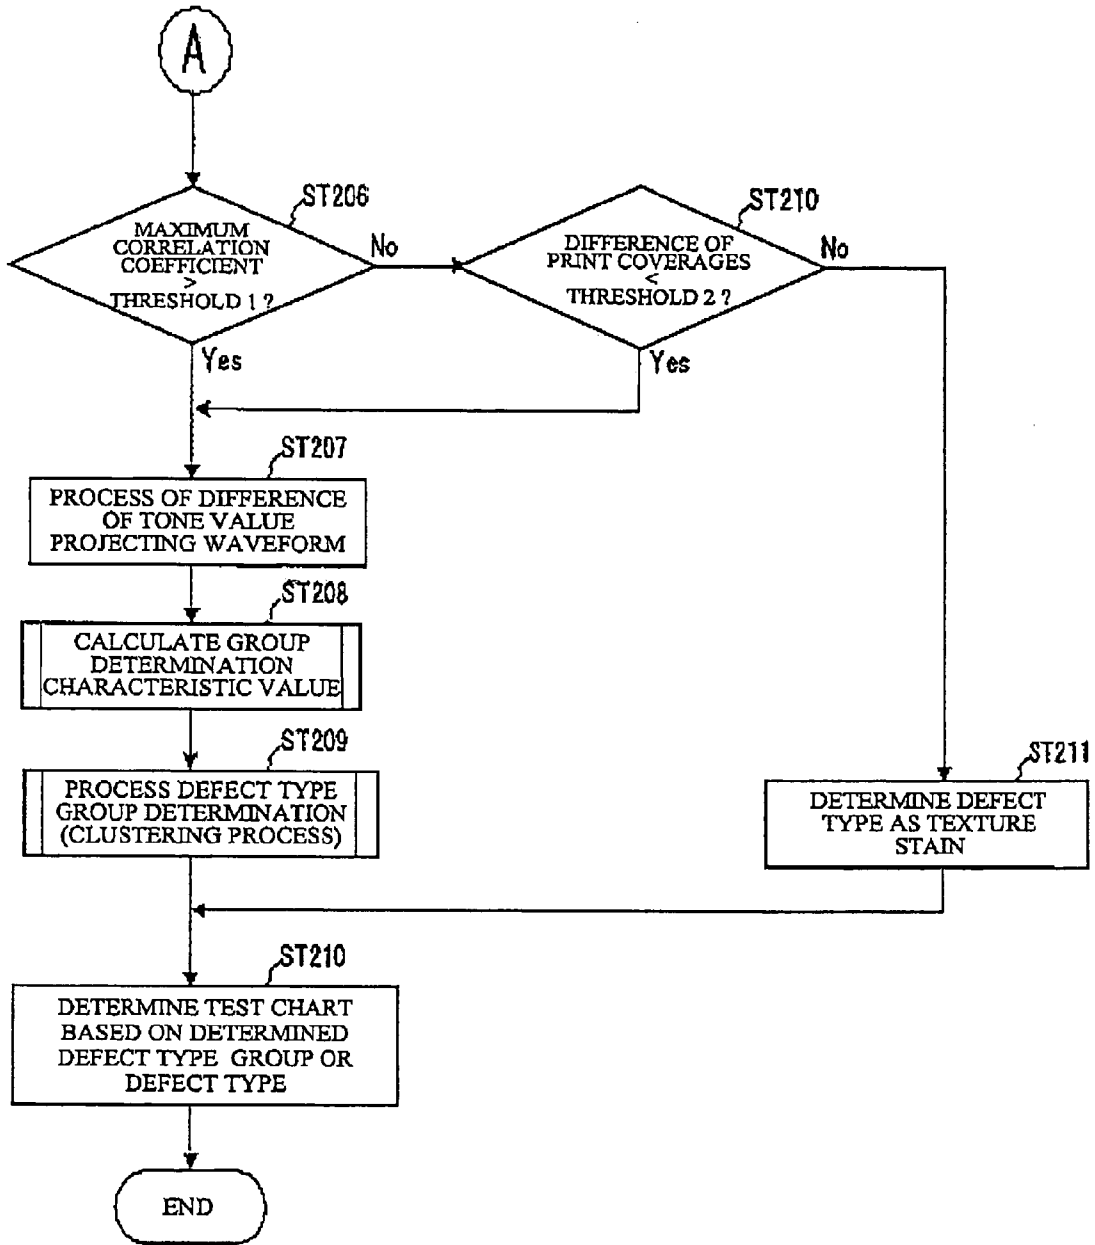 A
ST206
MAXIMUM
CORRELATION
COEFFICIENT
>
THRESHOLD 1 ?
No
Yes
ST210
DIFFERENCE OF
PRINT COVERAGES
<
THRESHOLD 2 ?
No
Yes
ST207
PROCESS OF DIFFERENCE
OF TONE VALUE
PROJECTING WAVEFORM
ST208
CALCULATE GROUP
DETERMINATION
CHARACTERISTIC VALUE
ST209
PROCESS DEFECT TYPE
GROUP DETERMINATION
(CLUSTERING PROCESS)
ST211
DETERMINE DEFECT
TYPE AS TEXTURE
STAIN
ST210
DETERMINE TEST CHART
BASED ON DETERMINED
DEFECT TYPE GROUP OR
DEFECT TYPE
END